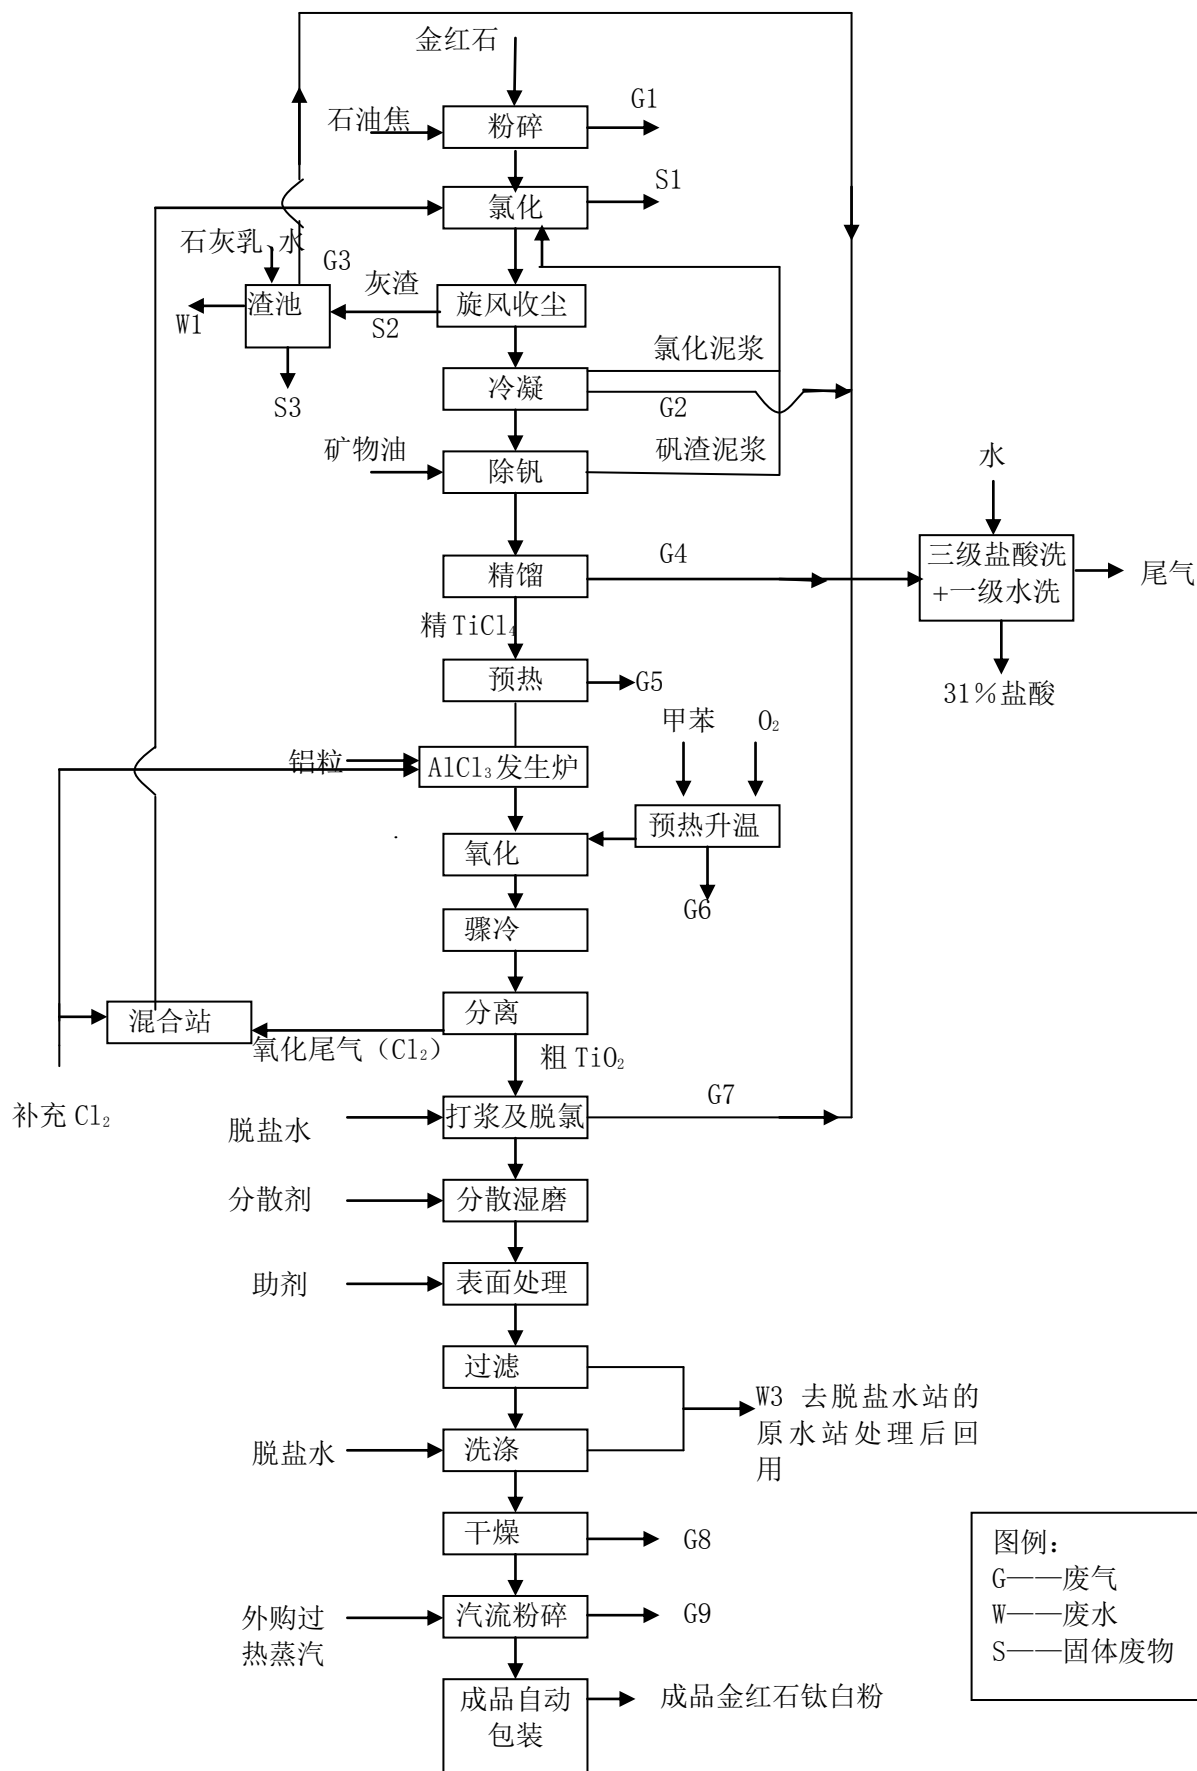 金红石
石油焦
粉碎
G1
氯化
S1
石灰乳、水
G3
灰渣
渣池
旋风收尘
W1
S2
氯化泥浆
冷凝
S3
G2
矿物油
矾渣泥浆
除钒
水
精馏
G4
三级盐酸洗
+一级水洗
尾气
精TiCl₄
预热
G5
31%盐酸
甲苯
O₂
铝粒
AlCl₃发生炉
预热升温
氧化
G6
骤冷
分离
混合站
氧化尾气（Cl₂）
粗TiO₂
补充Cl₂
脱盐水
打浆及脱氯
G7
分散剂
分散湿磨
助剂
表面处理
过滤
W3 去脱盐水站的
原水站处理后回
用
脱盐水
洗涤
干燥
G8
外购过
热蒸汽
汽流粉碎
G9
成品自动
包装
成品金红石钛白粉
图例：
G——废气
W——废水
S——固体废物